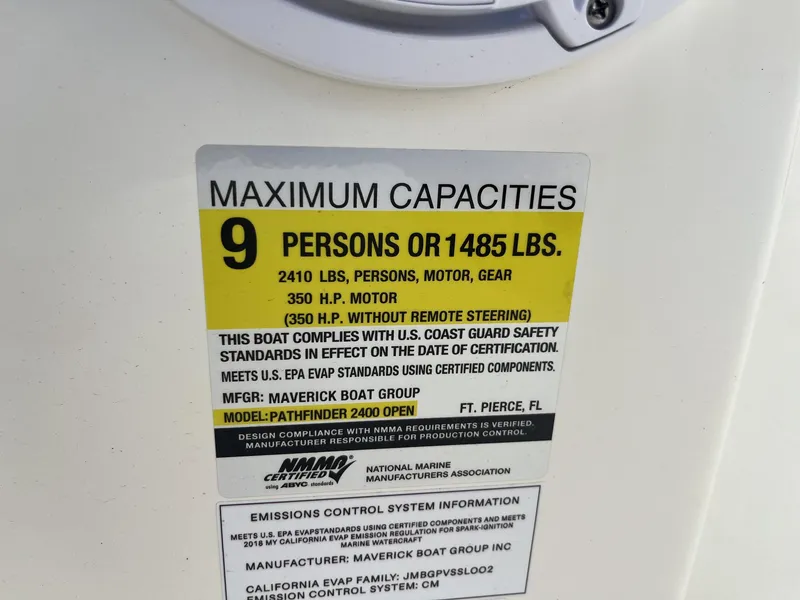 MAXIMUM CAPACITIES
9 PERSONS OR 1485 LBS.
2410 LBS, PERSONS, MOTOR, GEAR
350 H.P. MOTOR
(350 H.P. WITHOUT REMOTE STEERING)
THIS BOAT COMPLIES WITH U.S. COAST GUARD SAFETY
STANDARDS IN EFFECT ON THE DATE OF CERTIFICATION.
MEETS U.S. EPA EVAP STANDARDS USING CERTIFIED COMPONENTS.
MFGR: MAVERICK BOAT GROUP
MODEL: PATHFINDER 2400 OPEN FT. PIERCE, FL
DESIGN COMPLIANCE WITH NMMA REQUIREMENTS IS VERIFIED.
MANUFACTURER RESPONSIBLE FOR PRODUCTION CONTROL.
NMMA®
CERTIFIED
using ABYC standards
NATIONAL MARINE
MANUFACTURERS ASSOCIATION
EMISSIONS CONTROL SYSTEM INFORMATION
MEETS U.S. EPA EVAPSTANDARDS USING CERTIFIED COMPONENTS AND MEETS
2018 MY CALIFORNIA EVAP EMISSION REGULATION FOR SPARK-IGNITION
MARINE WATERCRAFT
MANUFACTURER: MAVERICK BOAT GROUP INC
CALIFORNIA EVAP FAMILY: JMBGPVSSLOO2
EMISSION CONTROL SYSTEM: CM